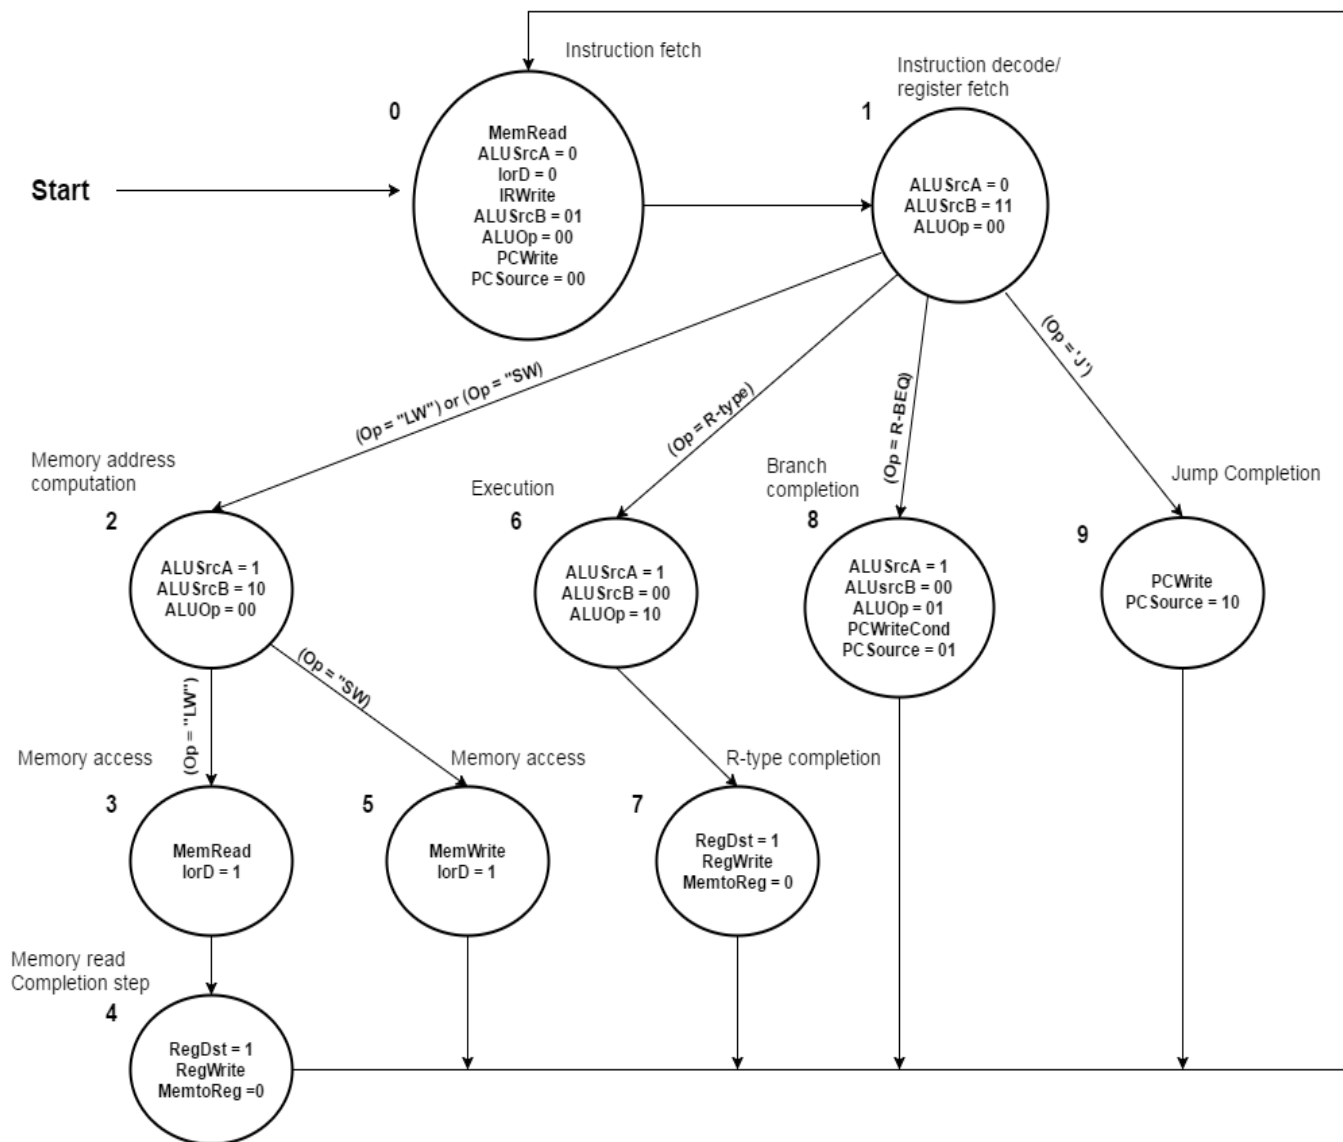 Instruction fetch
Instruction decode/
register fetch
0
1
Start
MemRead
ALUSrcA = 0
IorD = 0
IRWrite
ALUSrcB = 01
ALUOp = 00
PCWrite
PCSource = 00
ALUSrcA = 0
ALUSrcB = 11
ALUOp = 00
(Op = "LW") or (Op = "SW)
(Op = R-type)
(Op = R-BEQ)
(Op = 'J')
Memory address
computation
2
ALUSrcA = 1
ALUSrcB = 10
ALUOp = 00
Execution
6
ALUSrcA = 1
ALUSrcB = 00
ALUOp = 10
Branch
completion
8
ALUSrcA = 1
ALUsrcB = 00
ALUOp = 01
PCWriteCond
PCSource = 01
Jump Completion
9
PCWrite
PCSource = 10
(Op = "LW")
(Op = "SW)
Memory access
3
MemRead
IorD = 1
Memory access
5
MemWrite
IorD = 1
R-type completion
7
RegDst = 1
RegWrite
MemtoReg = 0
Memory read
Completion step
4
RegDst = 1
RegWrite
MemtoReg =0